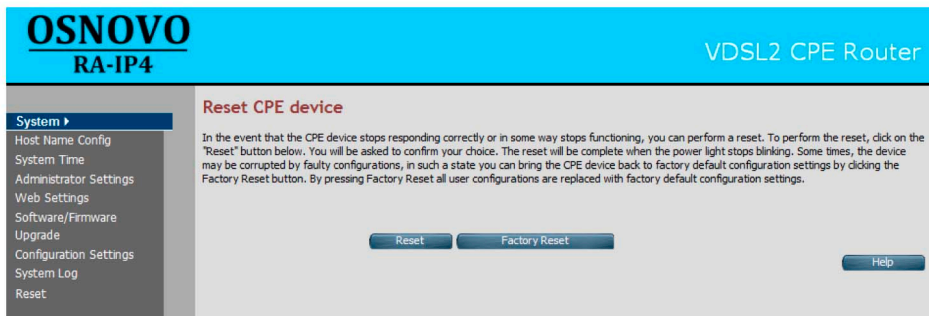 OSNOVO
RA-IP4
VDSL2 CPE Router
System
Host Name Config
System Time
Administrator Settings
Web Settings
Software/Firmware
Upgrade
Configuration Settings
System Log
Reset
Reset CPE device
In the event that the CPE device stops responding correctly or in some way stops functioning, you can perform a reset. To perform the reset, click on the
"Reset" button below. You will be asked to confirm your choice. The reset will be complete when the power light stops blinking. Some times, the device
may be corrupted by faulty configurations, in such a state you can bring the CPE device back to factory default configuration settings by clicking the
Factory Reset button. By pressing Factory Reset all user configurations are replaced with factory default configuration settings.
Reset
Factory Reset
Help